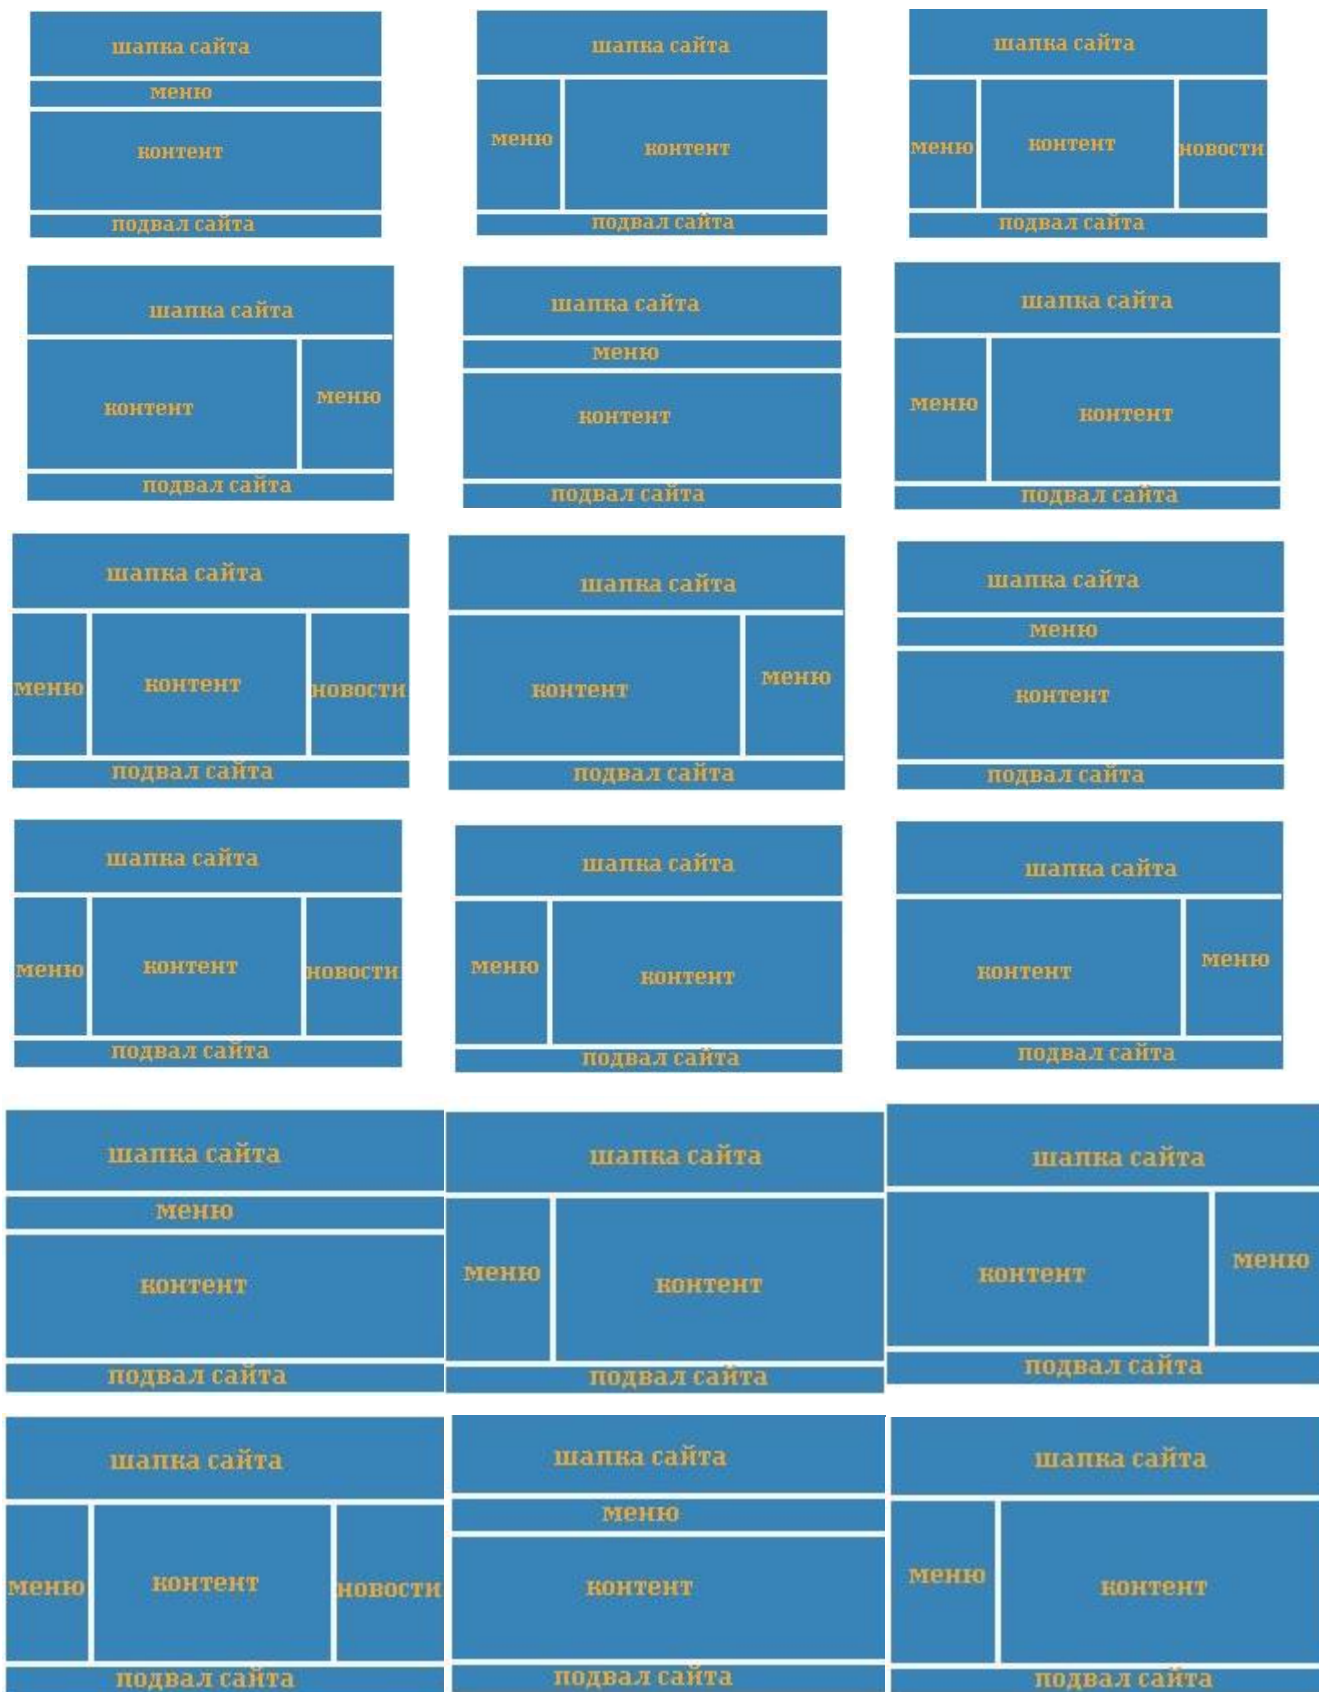 шапка сайта
меню
контент
подвал сайта
шапка сайта
меню
контент
подвал сайта
шапка сайта
меню
контент
новости
подвал сайта
шапка сайта
контент
меню
подвал сайта
шапка сайта
меню
контент
подвал сайта
шапка сайта
меню
контент
подвал сайта
шапка сайта
меню
контент
новости
подвал сайта
шапка сайта
контент
меню
подвал сайта
шапка сайта
меню
контент
подвал сайта
шапка сайта
меню
контент
новости
подвал сайта
шапка сайта
меню
контент
подвал сайта
шапка сайта
контент
меню
подвал сайта
шапка сайта
меню
контент
подвал сайта
шапка сайта
меню
контент
подвал сайта
шапка сайта
контент
меню
подвал сайта
шапка сайта
меню
контент
новости
подвал сайта
шапка сайта
меню
контент
подвал сайта
шапка сайта
меню
контент
подвал сайта